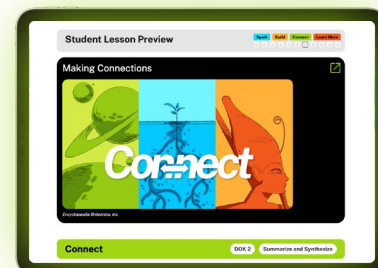 Student Lesson Preview
Spark Build Connect Learn More
Making Connections
Connect
Encyclopædia Britannica, Inc.
Connect
DOK 2 Summarize and Synthesize